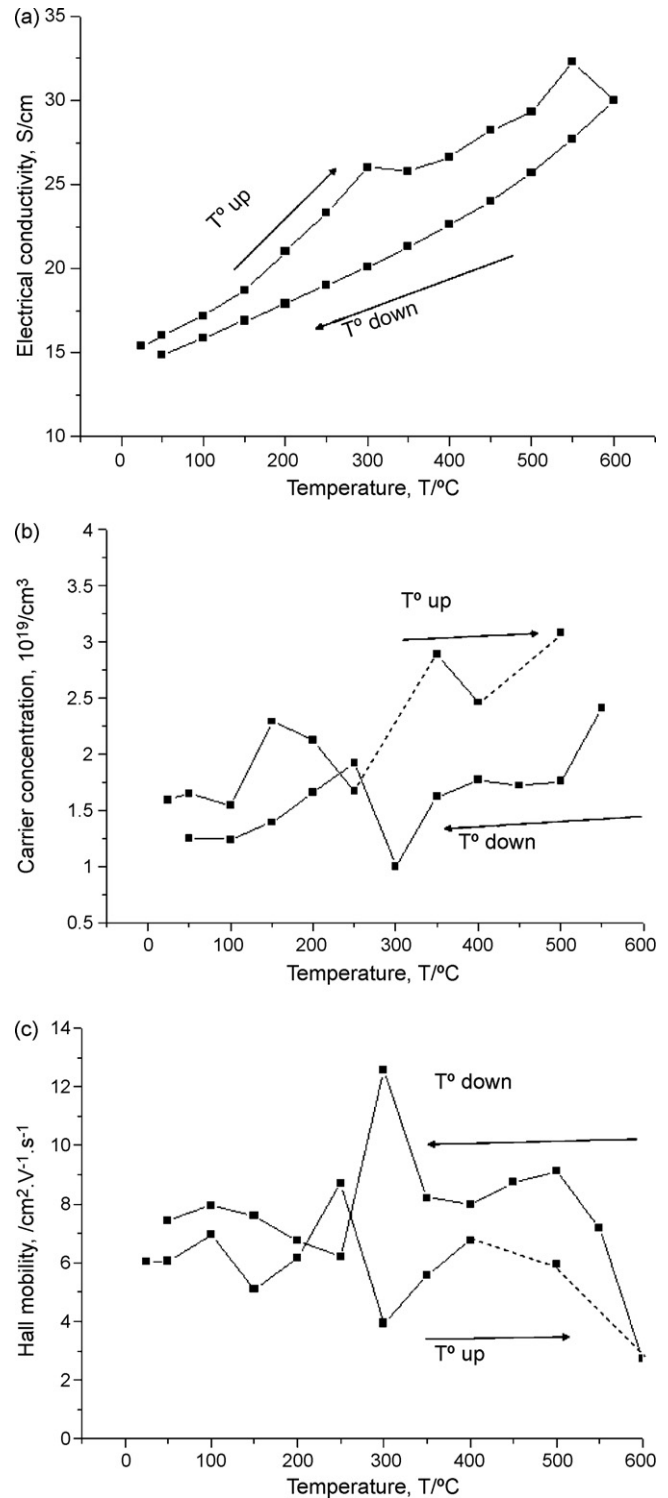 (a)
35
30
25
20
15
10
Electrical conductivity, S/cm
T° up
T° down
0 100 200 300 400 500 600
Temperature, T/ºC
(b)
4
3.5
3
2.5
2
1.5
1
0.5
Carrier concentration, 10¹⁹/cm³
Tº up
Tº down
0 100 200 300 400 500 600
Temperature, T/ºC
(c)
14
12
10
8
6
4
2
0
Hall mobility, /cm².V⁻¹.s⁻¹
Tº down
Tº up
0 100 200 300 400 500 600
Temperature, T/ºC